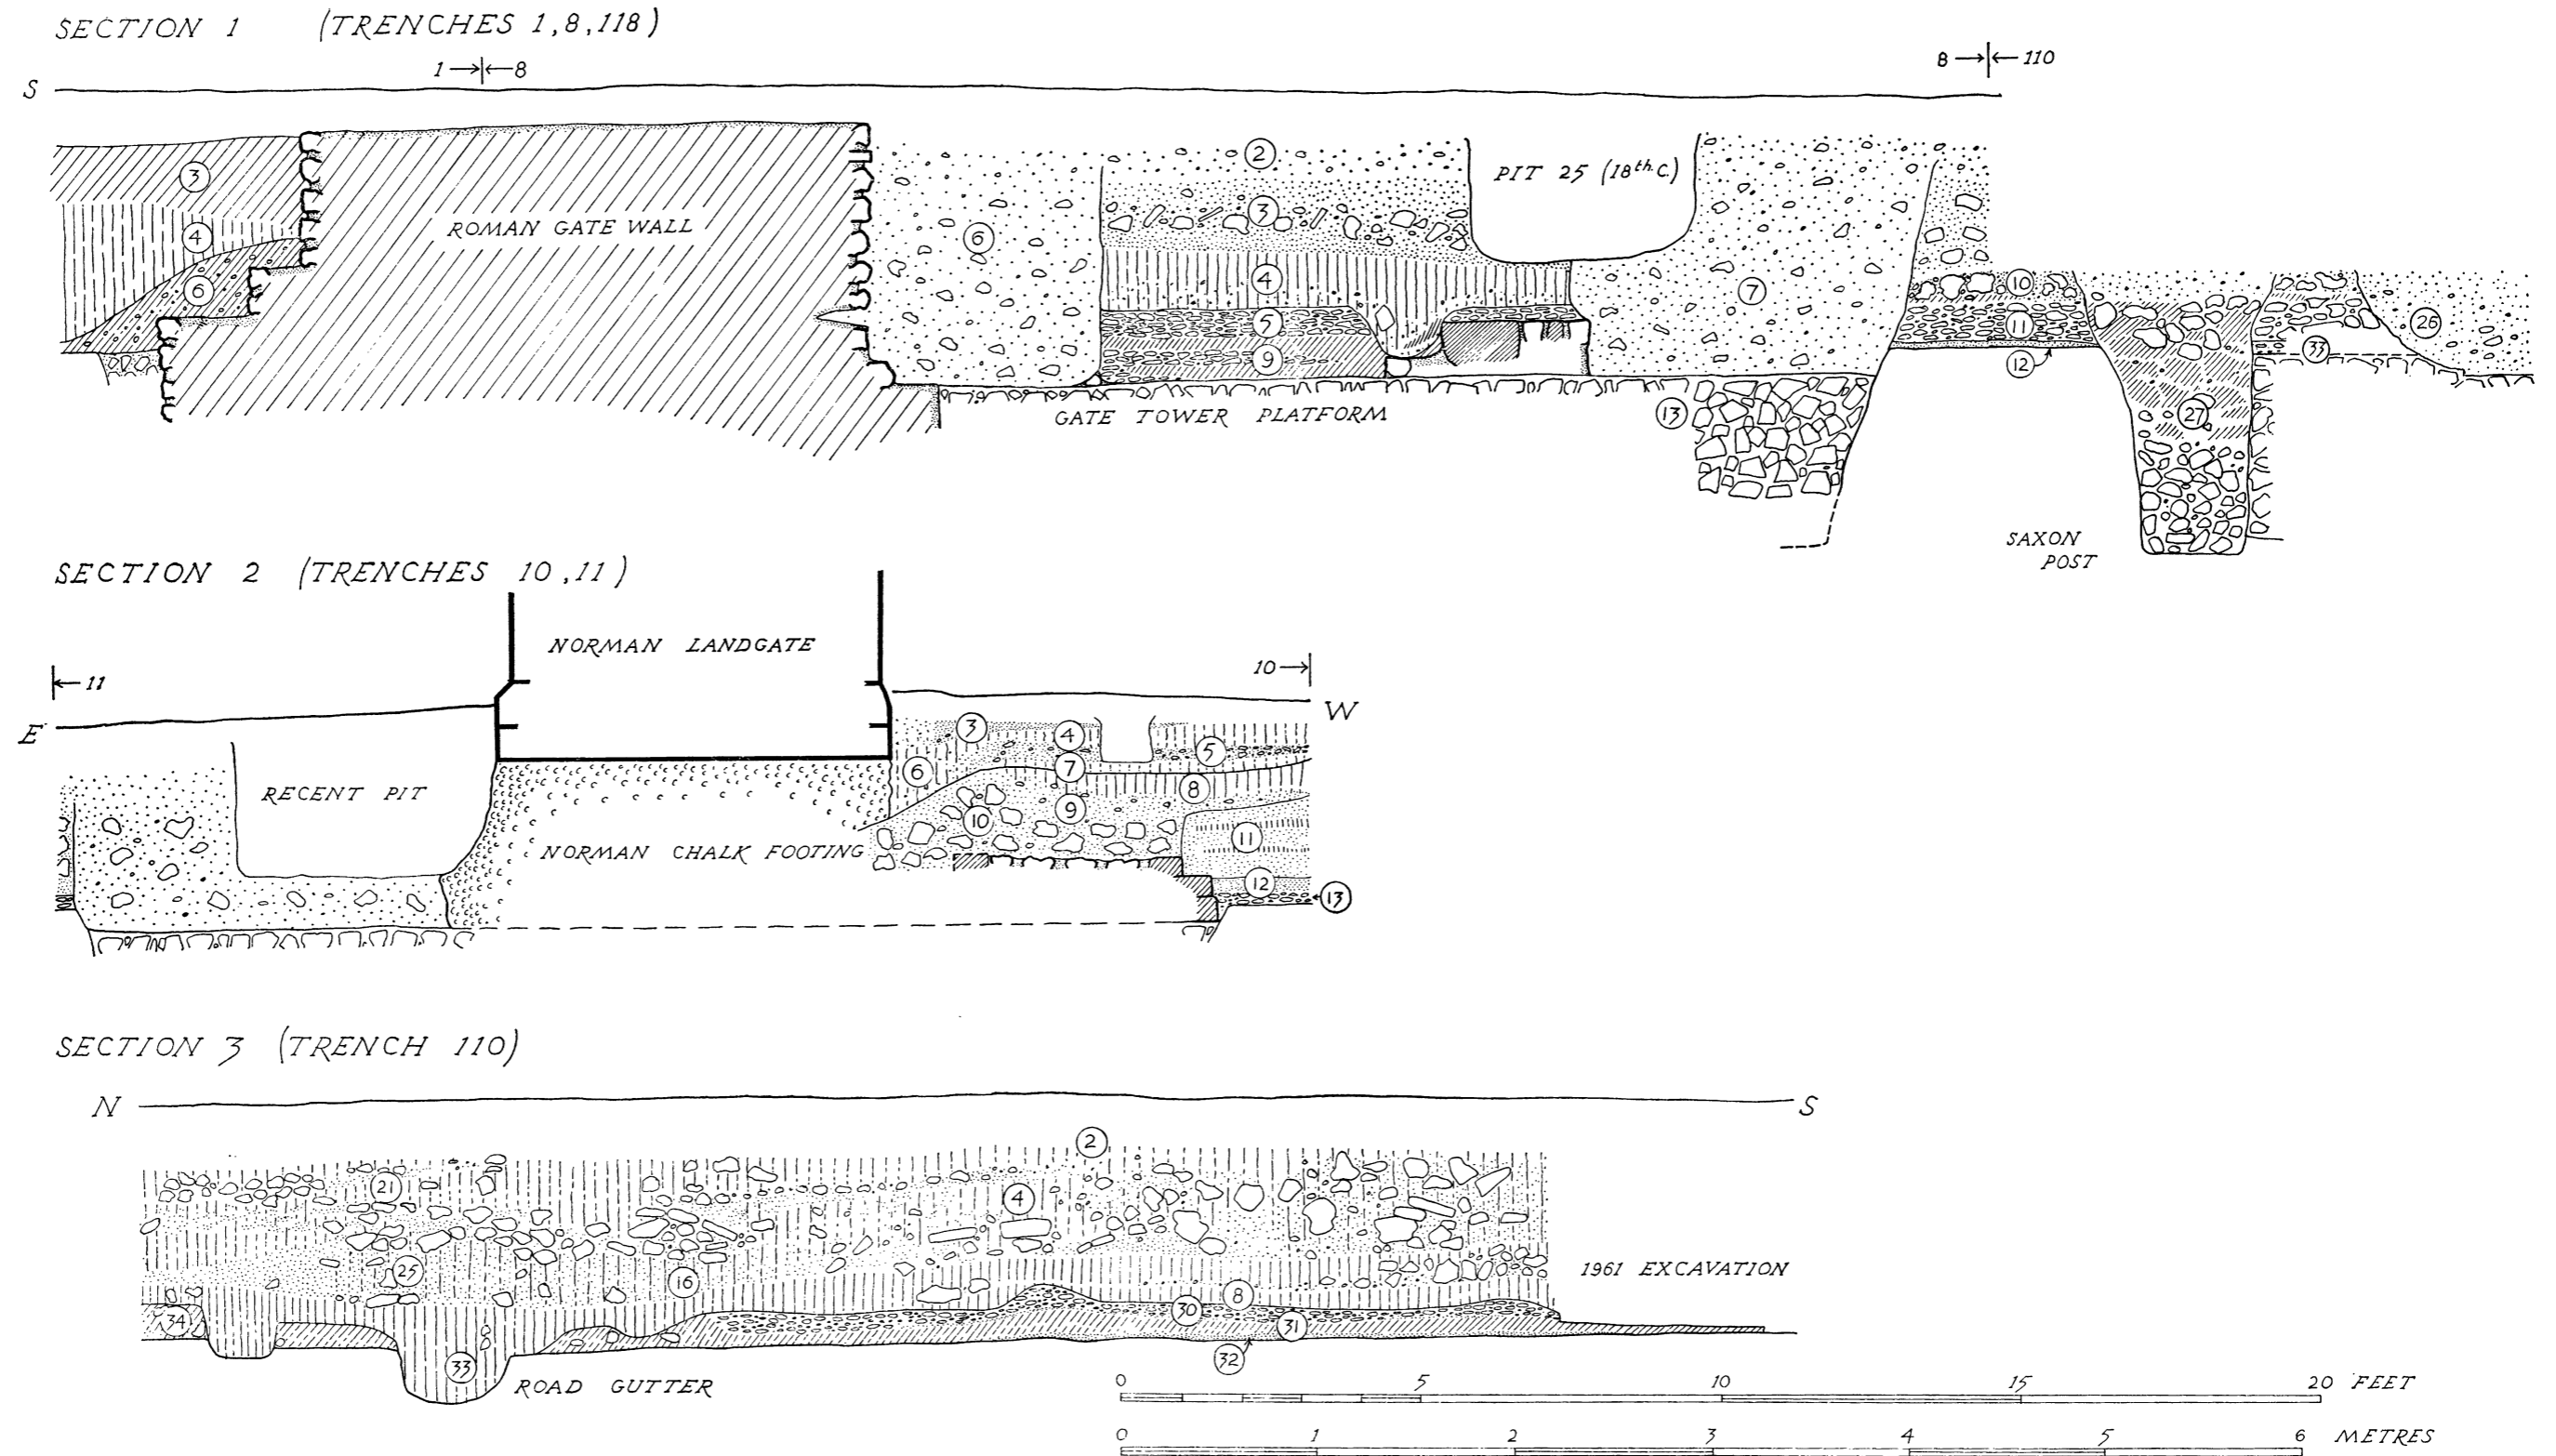 SECTION 1 (TRENCHES 1,8,118)
1 →|← 8
8 →|← 110
S
2
PIT 25 (18th. C.)
3
3
ROMAN GATE WALL
4
6
4
7
10
6
5
11
26
9
12
33
GATE TOWER PLATFORM
13
27
SAXON
POST
SECTION 2 (TRENCHES 10,11)
NORMAN LANDGATE
←11
10→
E
W
3
4
5
6
7
8
RECENT PIT
9
10
11
NORMAN CHALK FOOTING
12
13
SECTION 3 (TRENCH 110)
N
S
2
21
4
25
16
1961 EXCAVATION
8
30
34
31
32
33
ROAD GUTTER
0 5 10 15 20 FEET
0 1 2 3 4 5 6 METRES